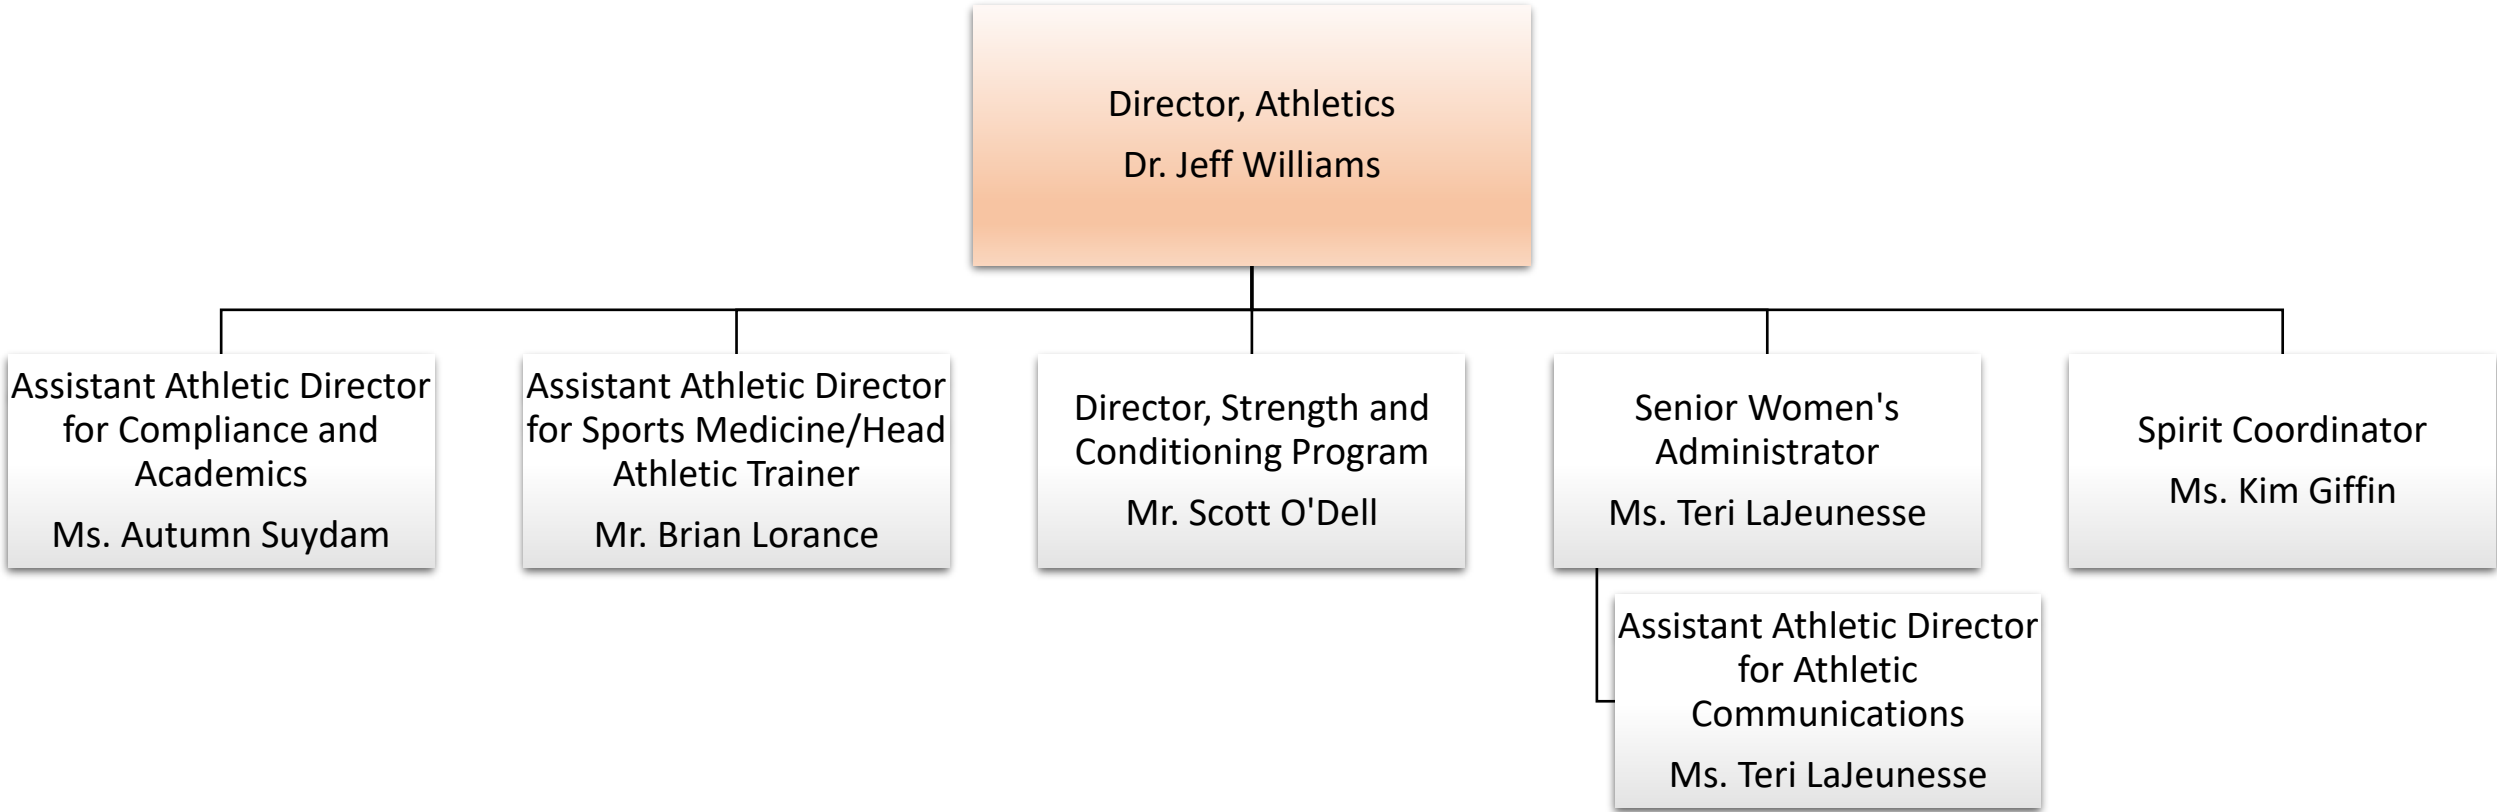 Director, Athletics
Dr. Jeff Williams
Assistant Athletic Director
for Compliance and
Academics
Ms. Autumn Suydam
Assistant Athletic Director
for Sports Medicine/Head
Athletic Trainer
Mr. Brian Lorance
Director, Strength and
Conditioning Program
Mr. Scott O'Dell
Senior Women's
Administrator
Ms. Teri LaJeunesse
Assistant Athletic Director
for Athletic
Communications
Ms. Teri LaJeunesse
Spirit Coordinator
Ms. Kim Giffin